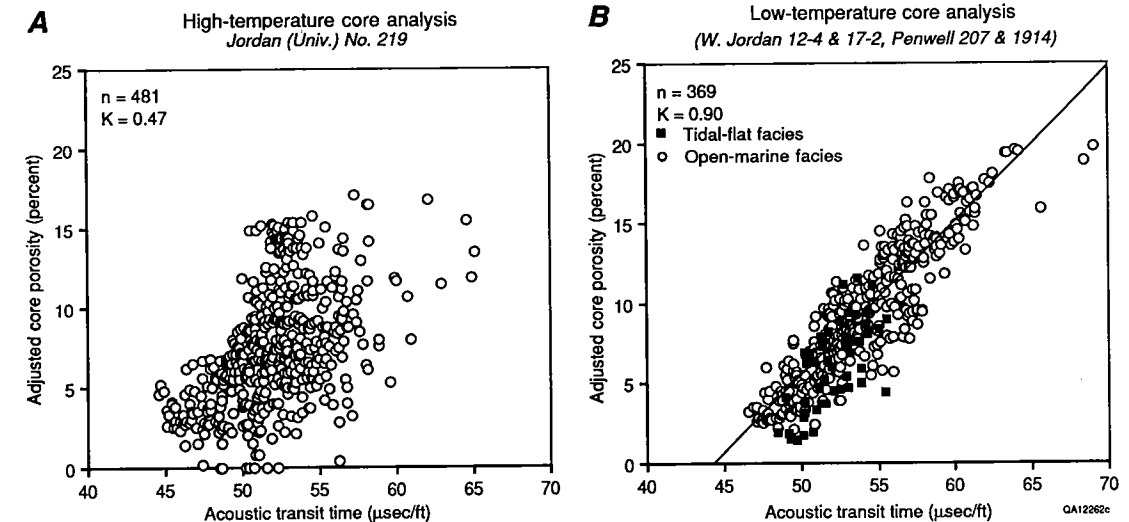 A
High-temperature core analysis
Jordan (Univ.) No. 219
n = 481
K = 0.47
Adjusted core porosity (percent)
25
20
15
10
5
0
40 45 50 55 60 65 70
Acoustic transit time (μsec/ft)
B
Low-temperature core analysis
(W. Jordan 12-4 & 17-2, Penwell 207 & 1914)
n = 369
K = 0.90
Tidal-flat facies
Open-marine facies
Adjusted core porosity (percent)
25
20
15
10
5
0
40 45 50 55 60 65 70
Acoustic transit time (μsec/ft)
QA12262c